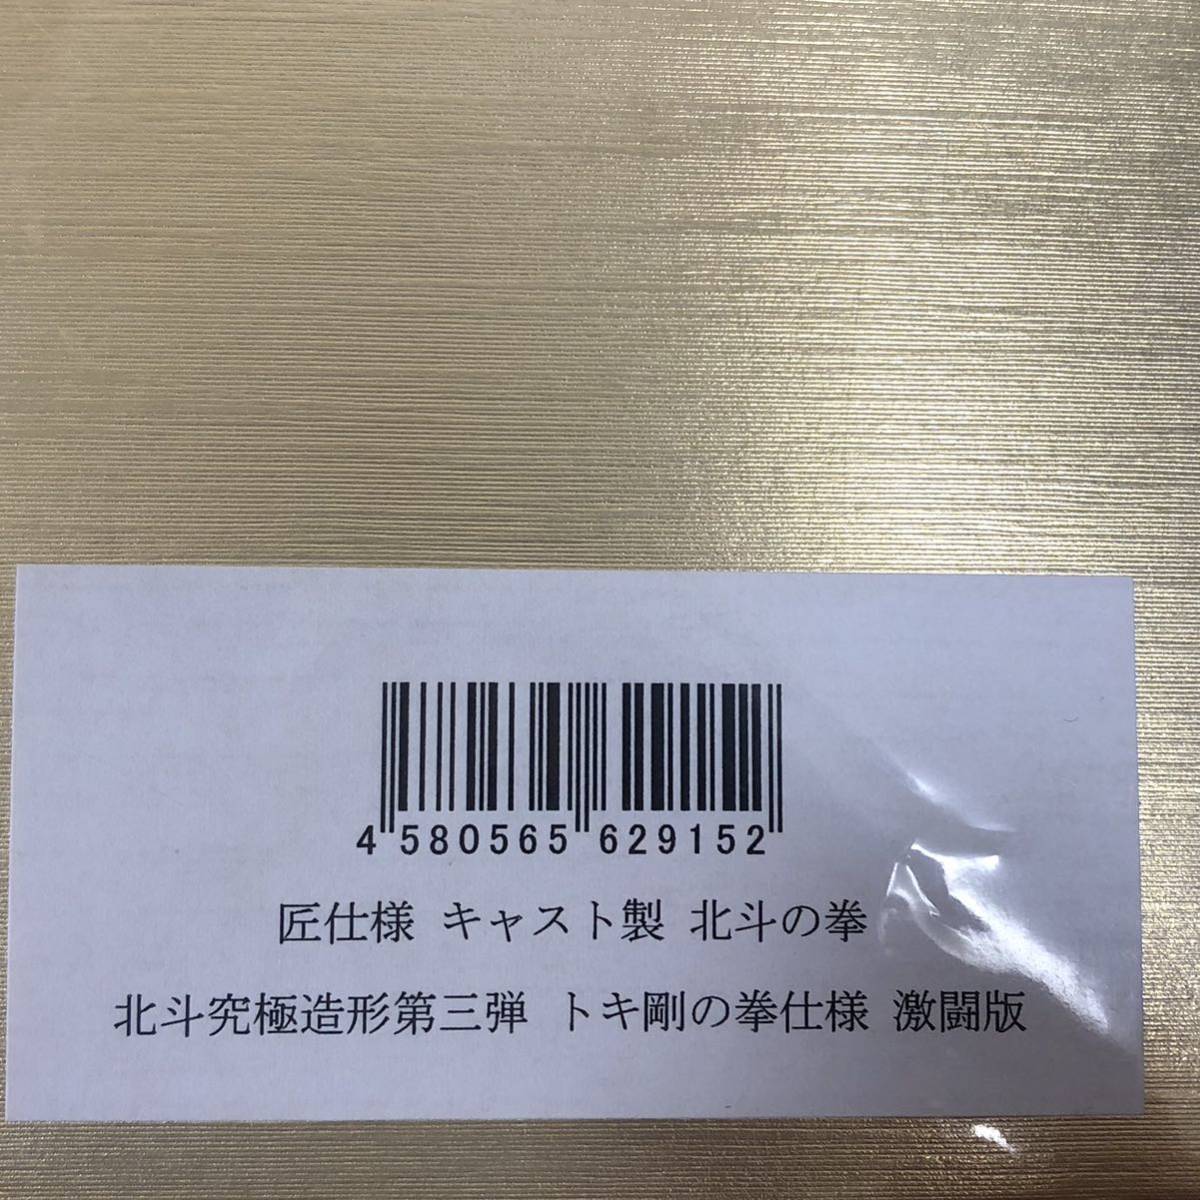 4 580565 629152
匠仕様 キャスト製 北斗の拳
北斗究極造形第三弾 トキ剛の拳仕様 激闘版